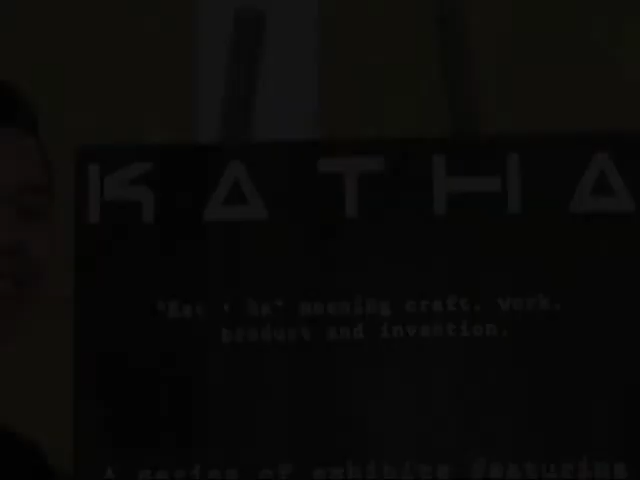 KATHA
"Kat · ha" meaning craft, work,
product and invention.
A series of exhibits featuring